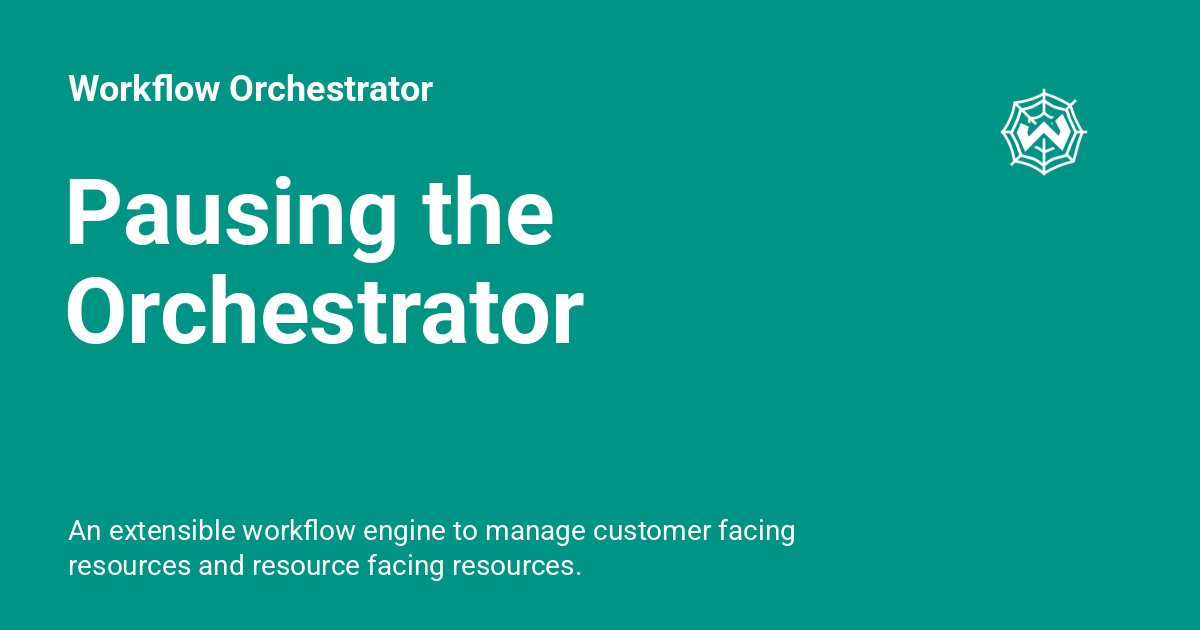 Workflow Orchestrator
Pausing the
Orchestrator
An extensible workflow engine to manage customer facing
resources and resource facing resources.